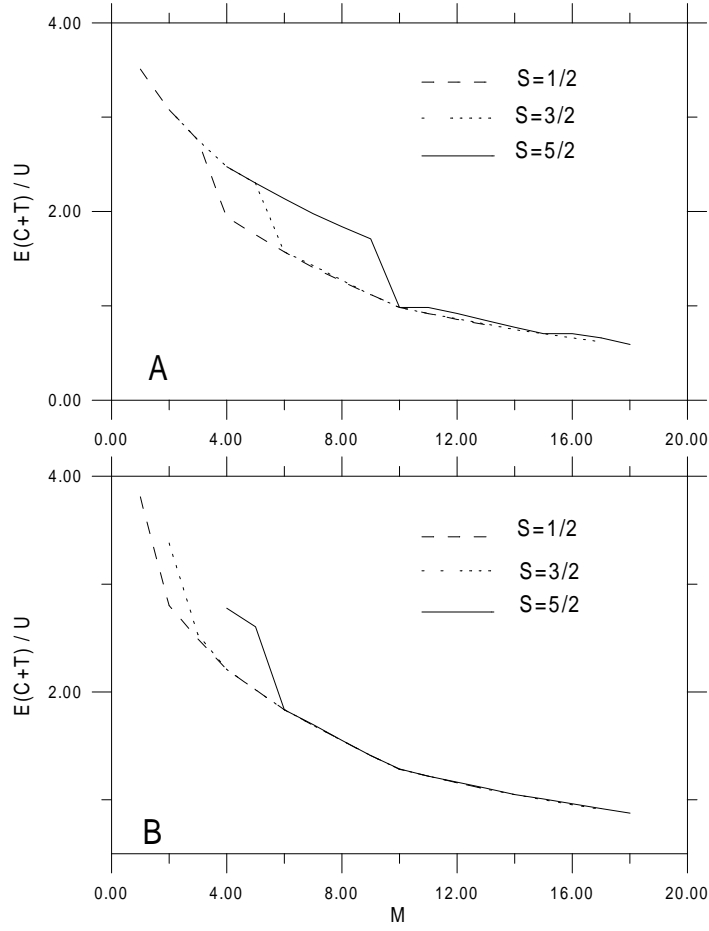 4.00
S=1/2
S=3/2
S=5/2
E(C+T) / U
2.00
A
0.00
0.00 4.00 8.00 12.00 16.00 20.00
4.00
S=1/2
S=3/2
S=5/2
E(C+T) / U
2.00
B
0.00 4.00 8.00 12.00 16.00 20.00
M